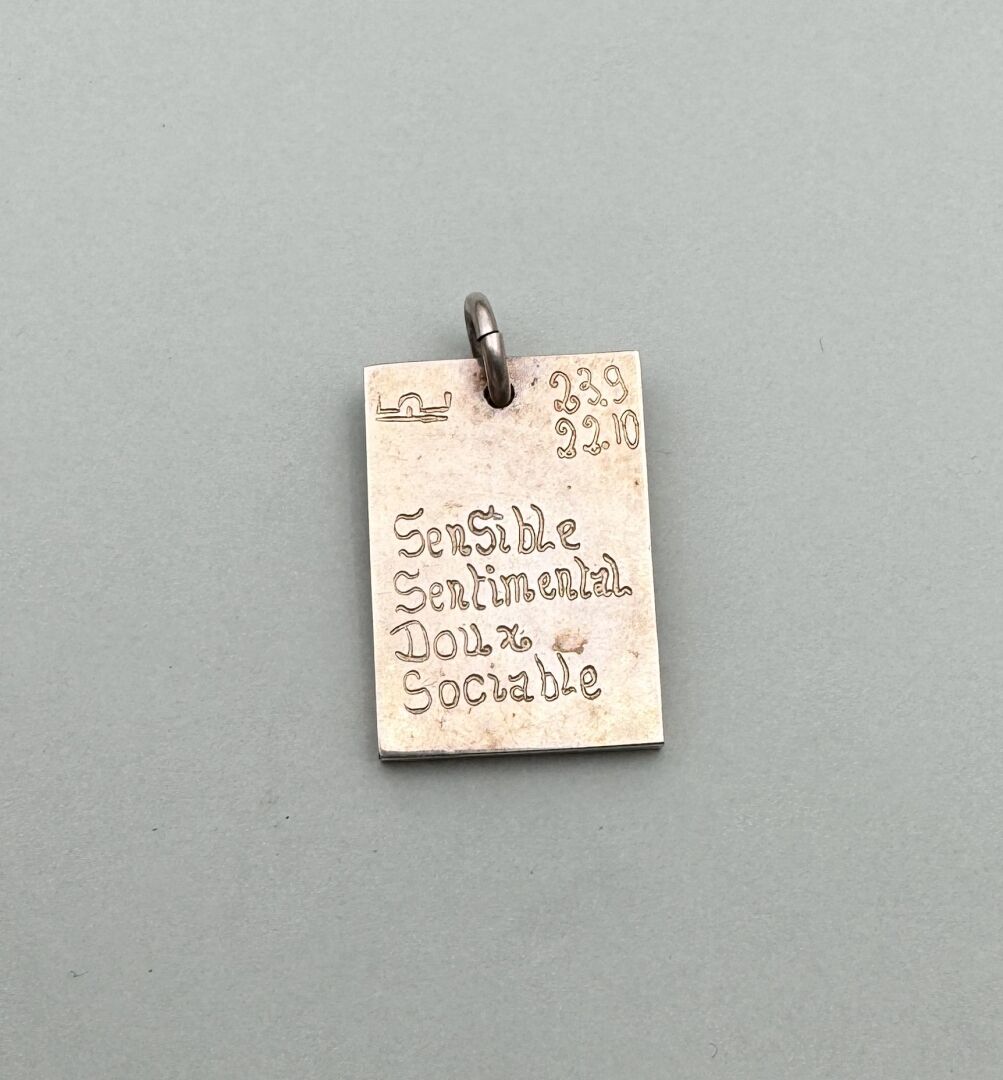 23.9
22.10
Sensible
Sentimental
Doux
Sociable